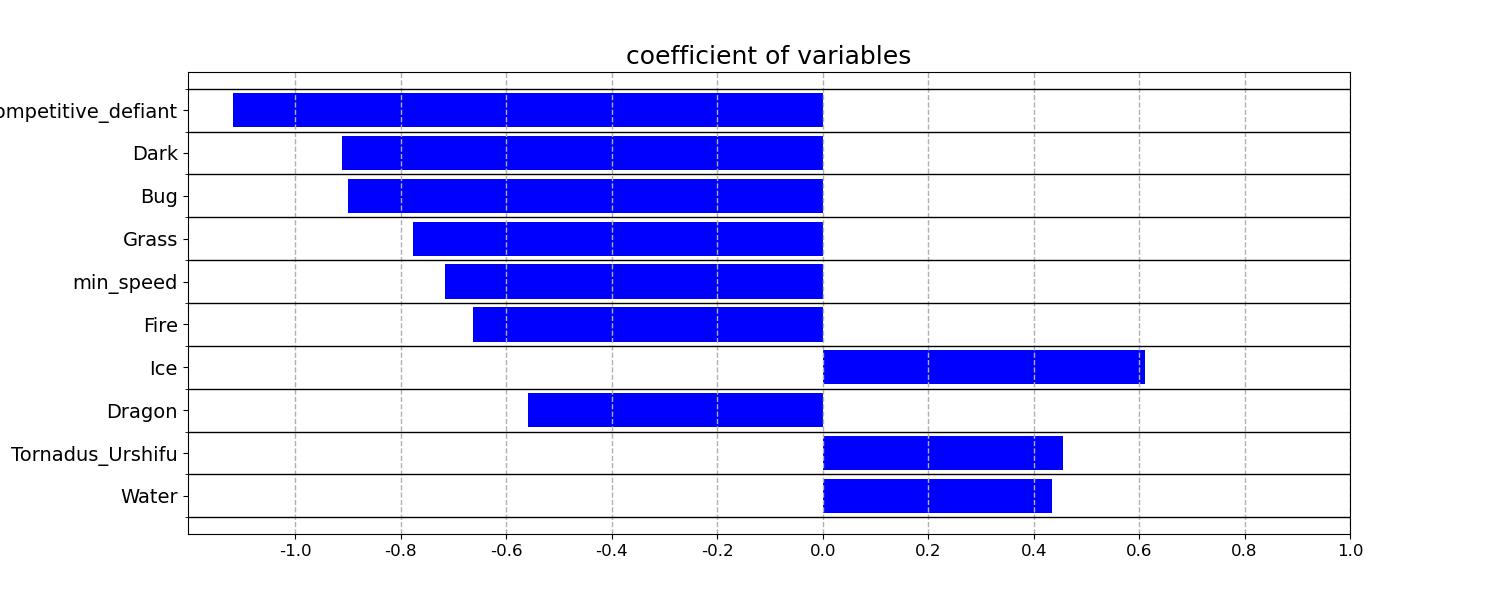 coefficient of variables
ompetitive_defiant
Dark
Bug
Grass
min_speed
Fire
Ice
Dragon
Tornadus_Urshifu
Water
-1.0 -0.8 -0.6 -0.4 -0.2 0.0 0.2 0.4 0.6 0.8 1.0